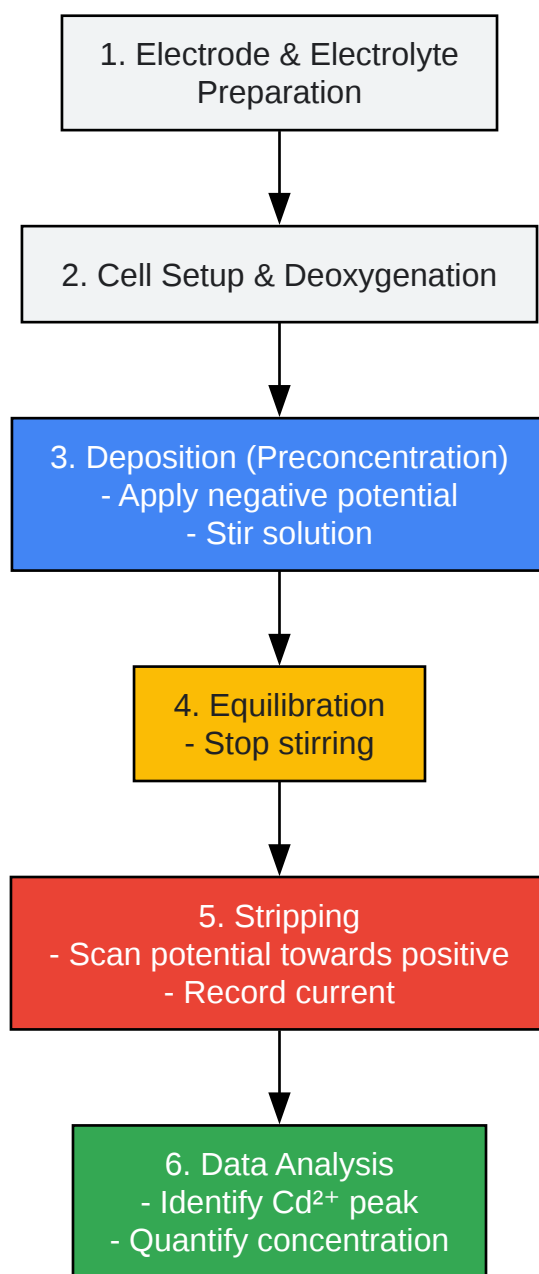 1. Electrode & Electrolyte
Preparation
2. Cell Setup & Deoxygenation
3. Deposition (Preconcentration)
- Apply negative potential
- Stir solution
4. Equilibration
- Stop stirring
5. Stripping
- Scan potential towards positive
- Record current
6. Data Analysis
- Identify Cd²⁺ peak
- Quantify concentration